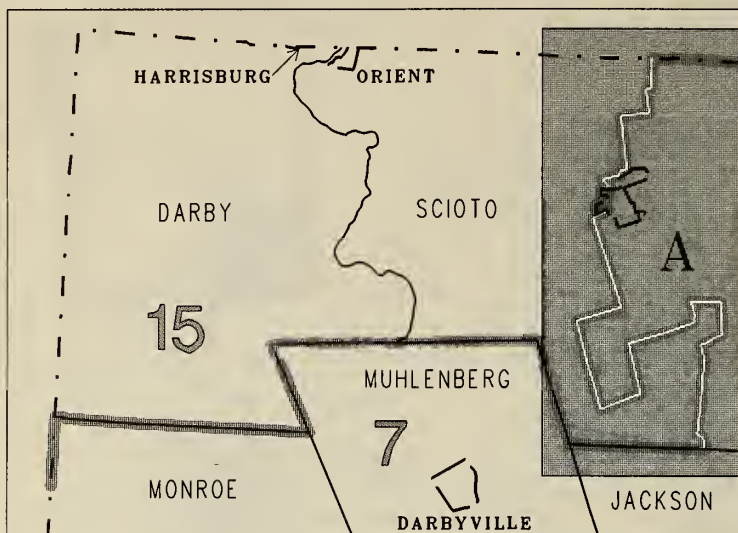 HARRISBURG
ORIENT
DARBY
SCIOTO
A
15
MUHLENBERG
7
MONROE
JACKSON
DARBYVILLE